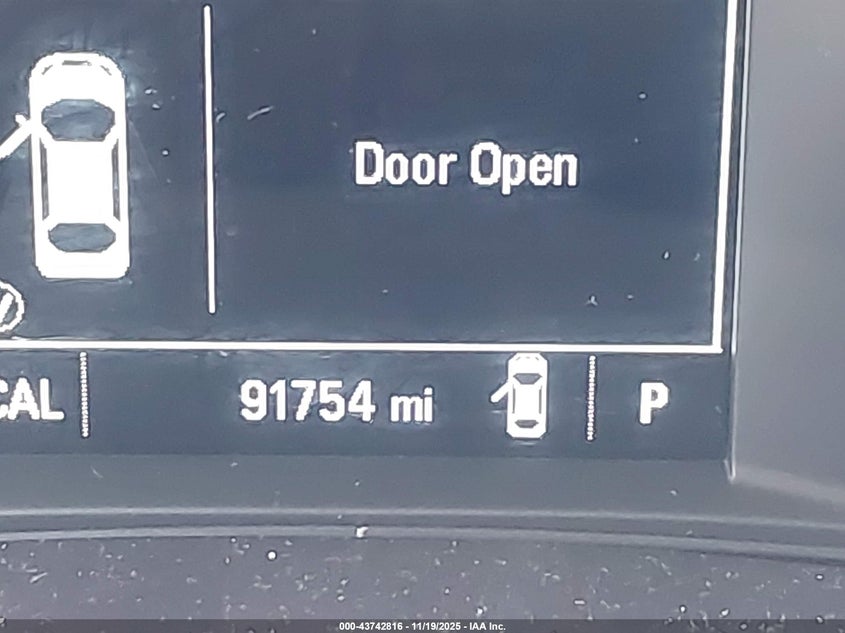 Door Open
CAL
91754 mi
P
000-43742816 - 11/19/2025 - IAA Inc.